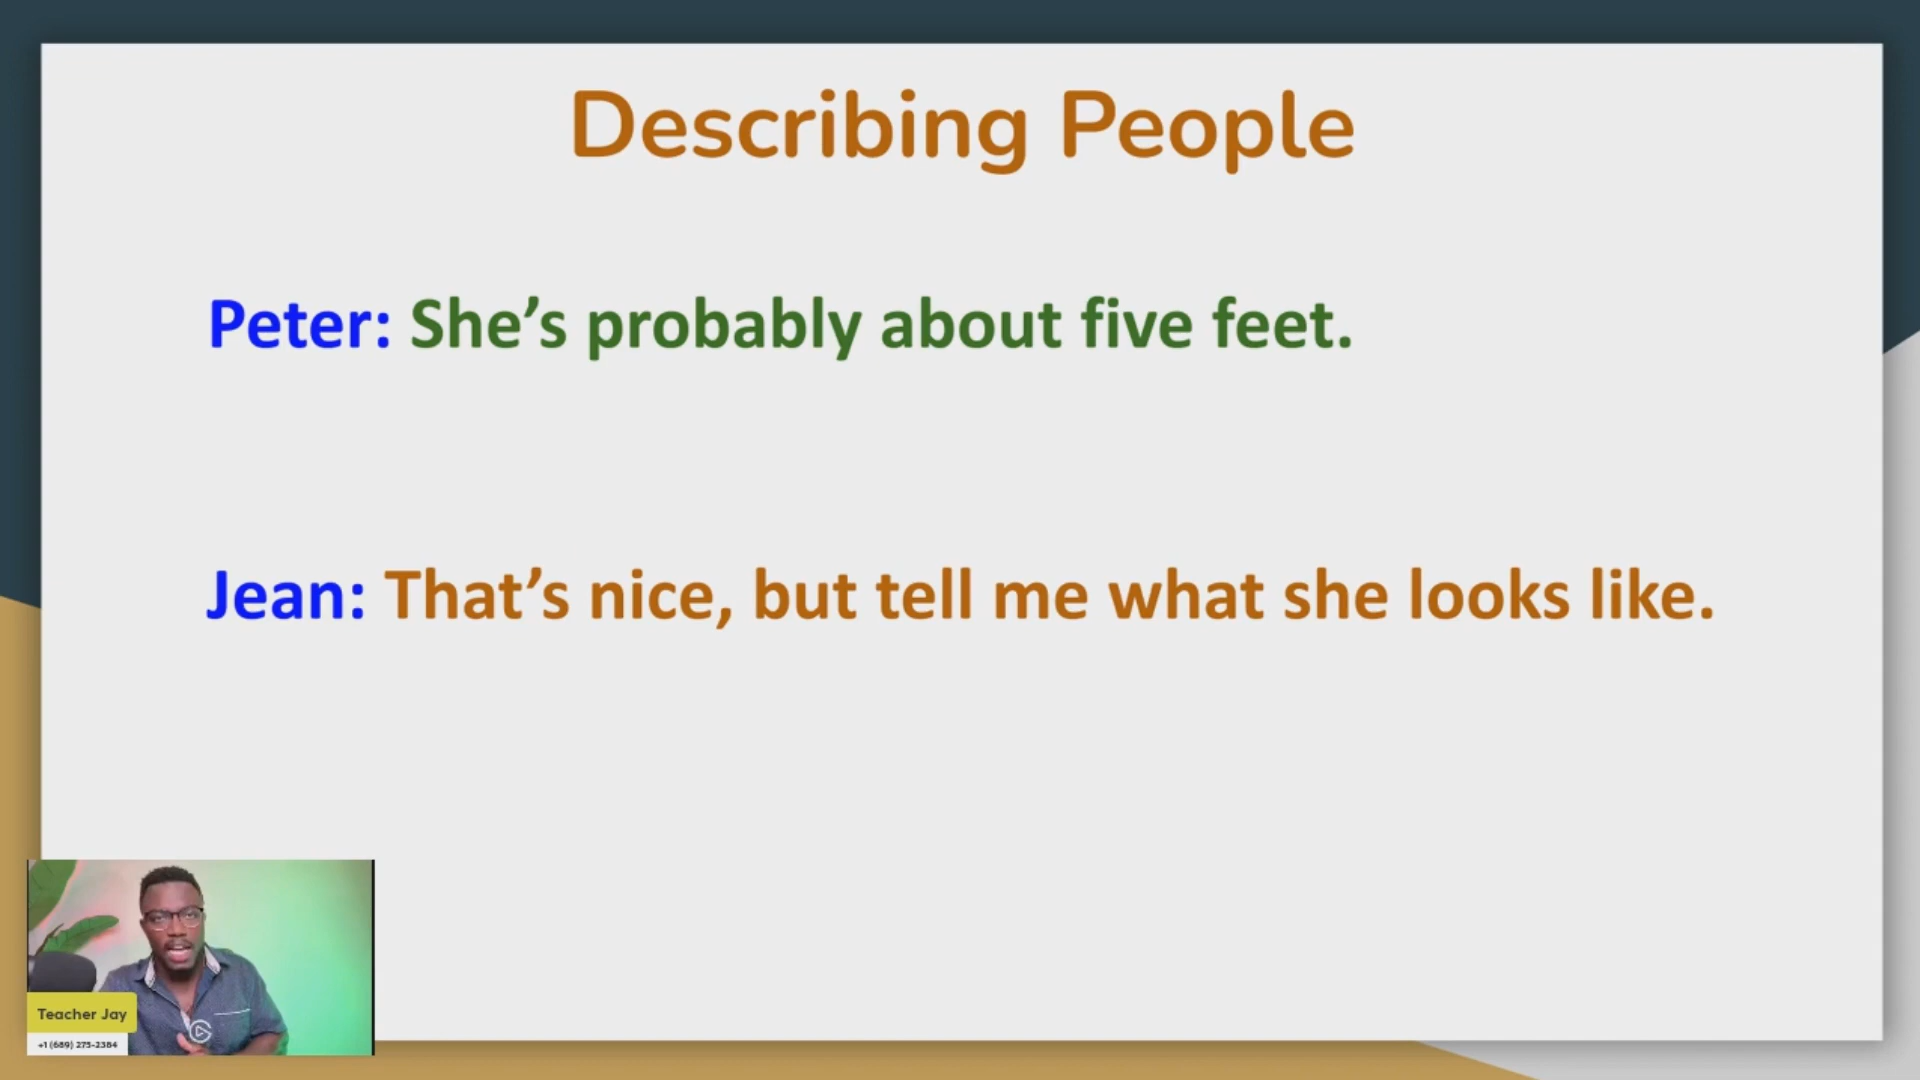 Describing People
Peter: She’s probably about five feet.
Jean: That’s nice, but tell me what she looks like.
Teacher Jay
+1 (689) 275-2384